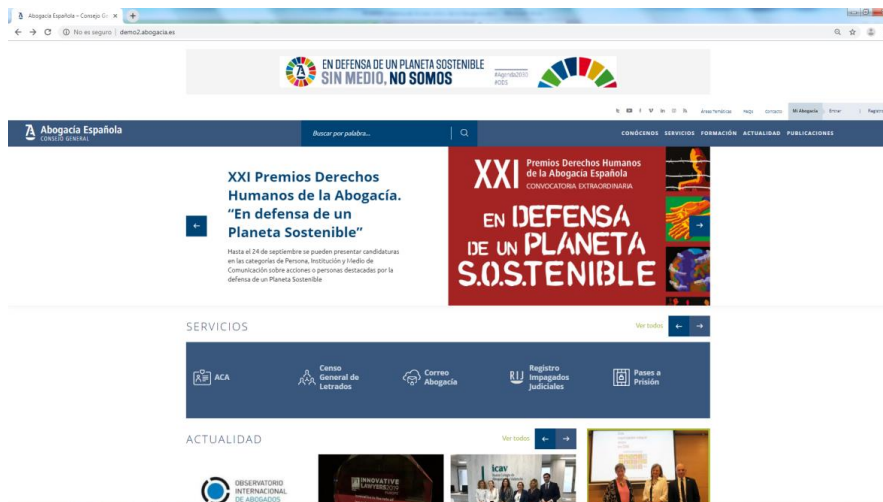 Abogacía Española – Consejo Ge
No es seguro | demo2.abogacia.es
EN DEFENSA DE UN PLANETA SOSTENIBLE
SIN MEDIO, NO SOMOS
#Agenda2030
#ODS
Áreas Temáticas FAQs Contacto Mi Abogacía Entrar | Regístr
Abogacía Española
CONSEJO GENERAL
Buscar por palabra...
CONÓCENOS SERVICIOS FORMACIÓN ACTUALIDAD PUBLICACIONES
XXI Premios Derechos
Humanos de la Abogacía.
“En defensa de un
Planeta Sostenible”
Hasta el 24 de septiembre se pueden presentar candidaturas
en las categorías de Persona, Institución y Medio de
Comunicación sobre acciones o personas destacadas por la
defensa de un Planeta Sostenible
XXI
Premios Derechos Humanos
de la Abogacía Española
CONVOCATORIA EXTRAORDINARIA
EN DEFENSA
DE UN PLANETA
S.O.S.TENIBLE
SERVICIOS
Ver todos
ACA
Censo
General de
Letrados
Correo
Abogacía
RIJ
Registro
Impagados
Judiciales
Pases a
Prisión
ACTUALIDAD
Ver todos
OBSERVATORIO
INTERNACIONAL
DE ABOGADOS
INNOVATIVE
LAWYERS2019
icav